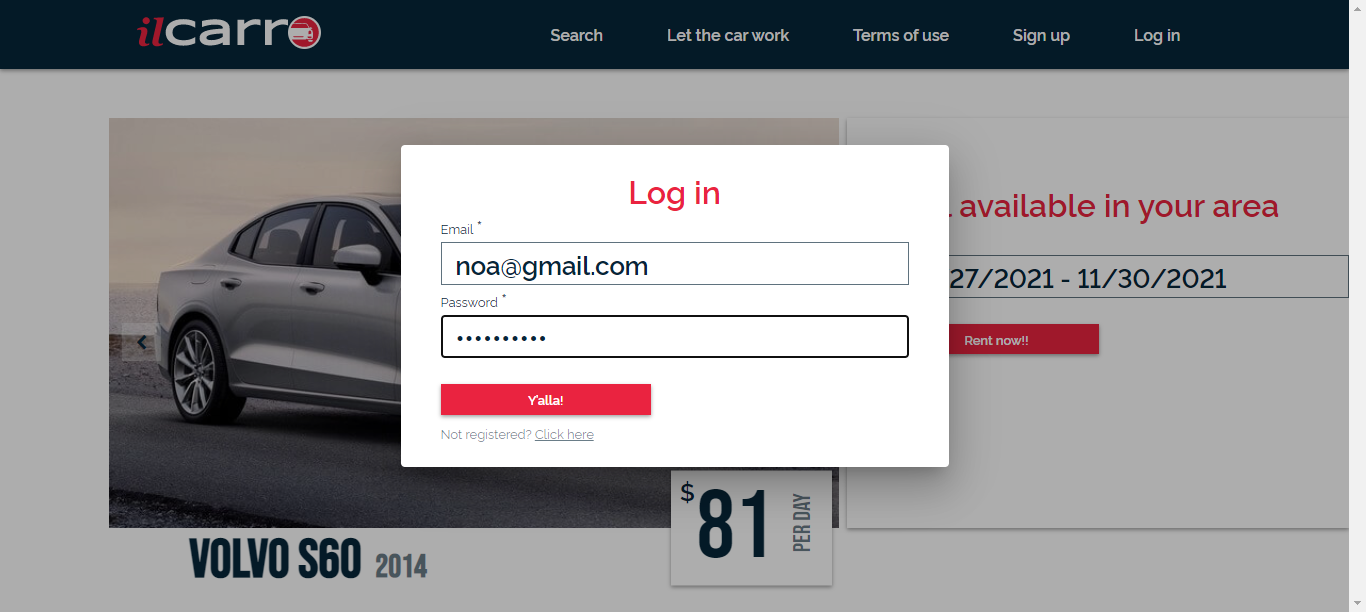 ilcarro
Search Let the car work Terms of use Sign up Log in
Log in
Email *
noa@gmail.com
Password *
••••••••••
Y'alla!
Not registered? Click here
available in your area
27/2021 - 11/30/2021
Rent now!!
$81 PER DAY
VOLVO S60 2014